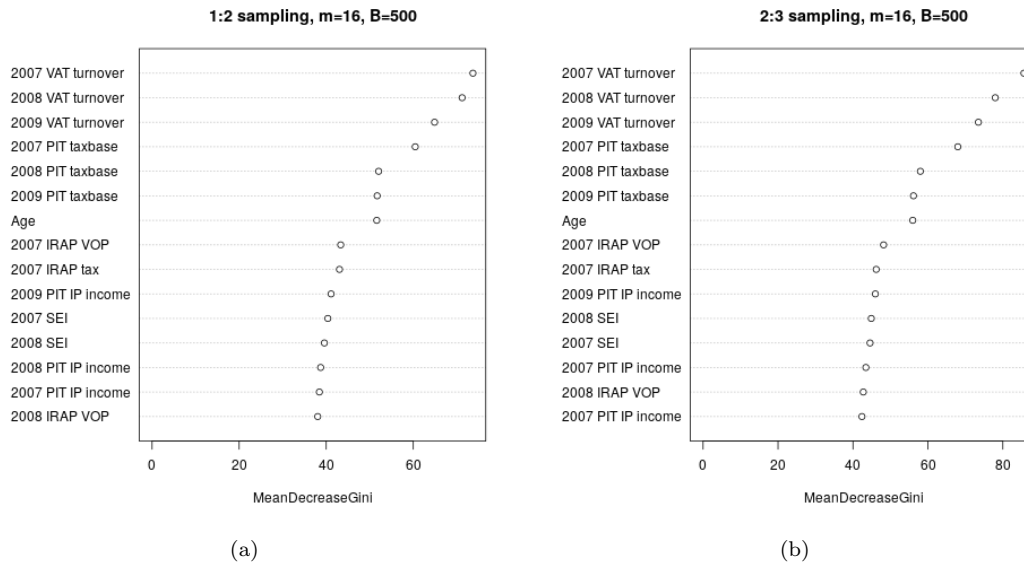 1:2 sampling, m=16, B=500
2007 VAT turnover
2008 VAT turnover
2009 VAT turnover
2007 PIT taxbase
2008 PIT taxbase
2009 PIT taxbase
Age
2007 IRAP VOP
2007 IRAP tax
2009 PIT IP income
2007 SEI
2008 SEI
2008 PIT IP income
2007 PIT IP income
2008 IRAP VOP
0 20 40 60
MeanDecreaseGini
(a)
2:3 sampling, m=16, B=500
2007 VAT turnover
2008 VAT turnover
2009 VAT turnover
2007 PIT taxbase
2008 PIT taxbase
2009 PIT taxbase
Age
2007 IRAP VOP
2007 IRAP tax
2009 PIT IP income
2008 SEI
2007 SEI
2007 PIT IP income
2008 IRAP VOP
2007 PIT IP income
0 20 40 60 80
MeanDecreaseGini
(b)